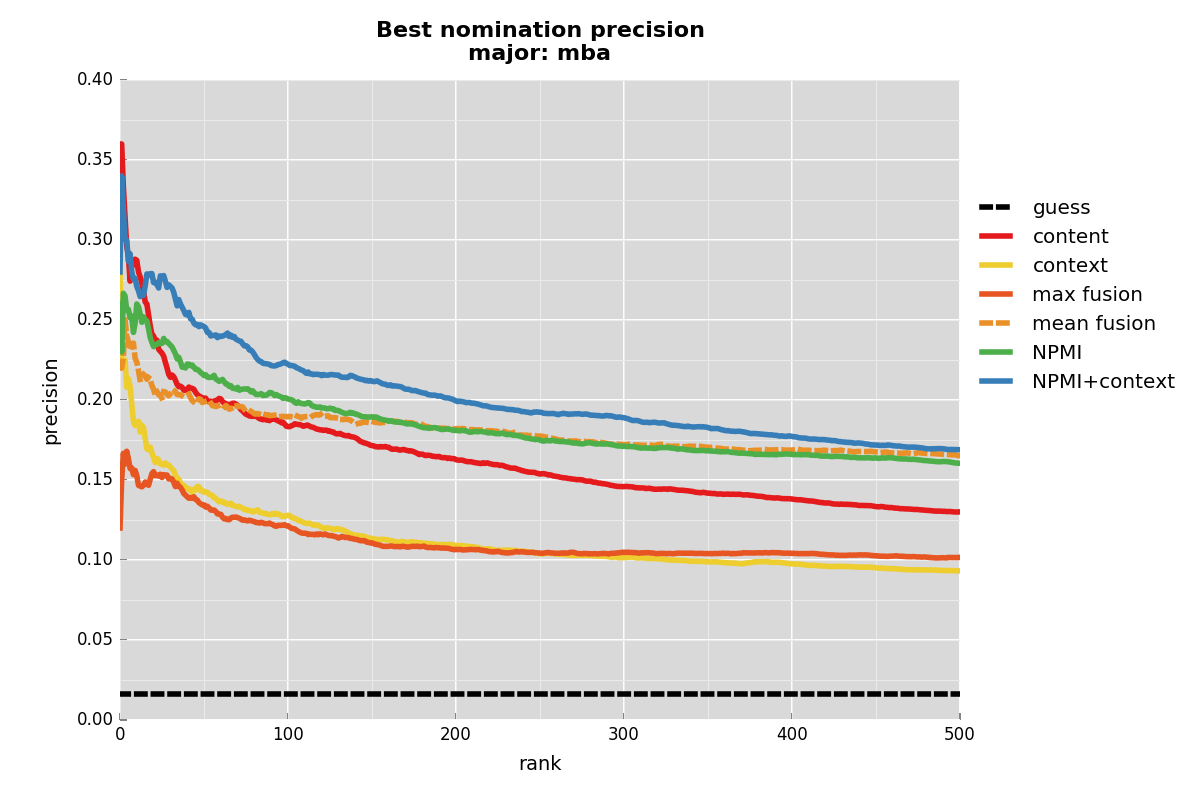 Best nomination precision
major: mba
precision
0.40
0.35
0.30
0.25
0.20
0.15
0.10
0.05
0.00
0
100
200
300
400
500
rank
guess
content
context
max fusion
mean fusion
NPMI
NPMI+context